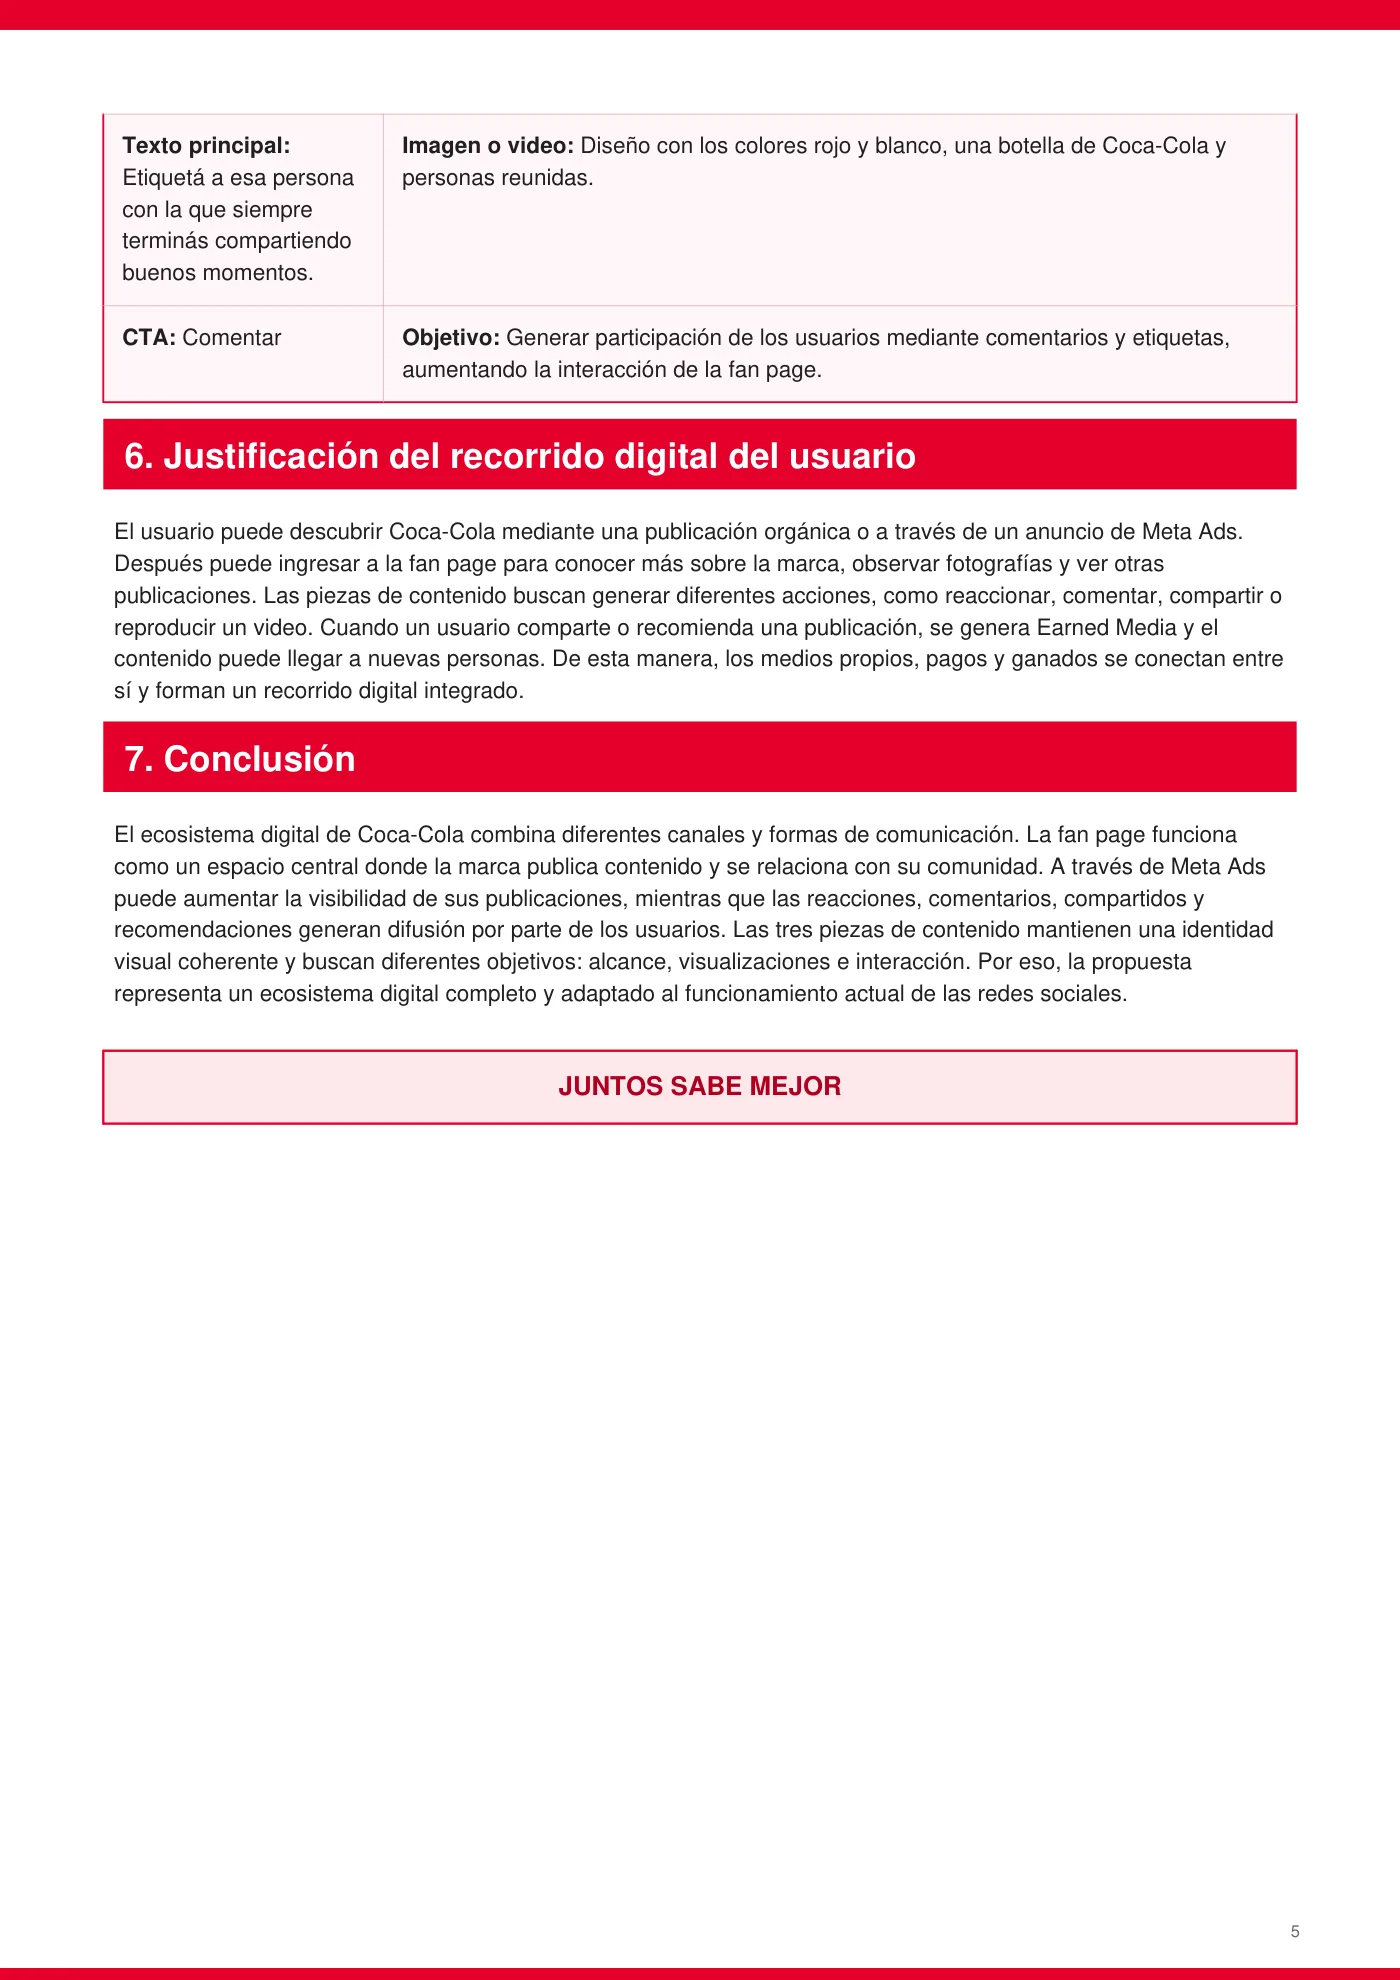 Texto principal:
Etiquetá a esa persona
con la que siempre
terminás compartiendo
buenos momentos.
Imagen o video: Diseño con los colores rojo y blanco, una botella de Coca-Cola y
personas reunidas.
CTA: Comentar
Objetivo: Generar participación de los usuarios mediante comentarios y etiquetas,
aumentando la interacción de la fan page.
6. Justificación del recorrido digital del usuario
El usuario puede descubrir Coca-Cola mediante una publicación orgánica o a través de un anuncio de Meta Ads.
Después puede ingresar a la fan page para conocer más sobre la marca, observar fotografías y ver otras
publicaciones. Las piezas de contenido buscan generar diferentes acciones, como reaccionar, comentar, compartir o
reproducir un video. Cuando un usuario comparte o recomienda una publicación, se genera Earned Media y el
contenido puede llegar a nuevas personas. De esta manera, los medios propios, pagos y ganados se conectan entre
sí y forman un recorrido digital integrado.
7. Conclusión
El ecosistema digital de Coca-Cola combina diferentes canales y formas de comunicación. La fan page funciona
como un espacio central donde la marca publica contenido y se relaciona con su comunidad. A través de Meta Ads
puede aumentar la visibilidad de sus publicaciones, mientras que las reacciones, comentarios, compartidos y
recomendaciones generan difusión por parte de los usuarios. Las tres piezas de contenido mantienen una identidad
visual coherente y buscan diferentes objetivos: alcance, visualizaciones e interacción. Por eso, la propuesta
representa un ecosistema digital completo y adaptado al funcionamiento actual de las redes sociales.
JUNTOS SABE MEJOR
5